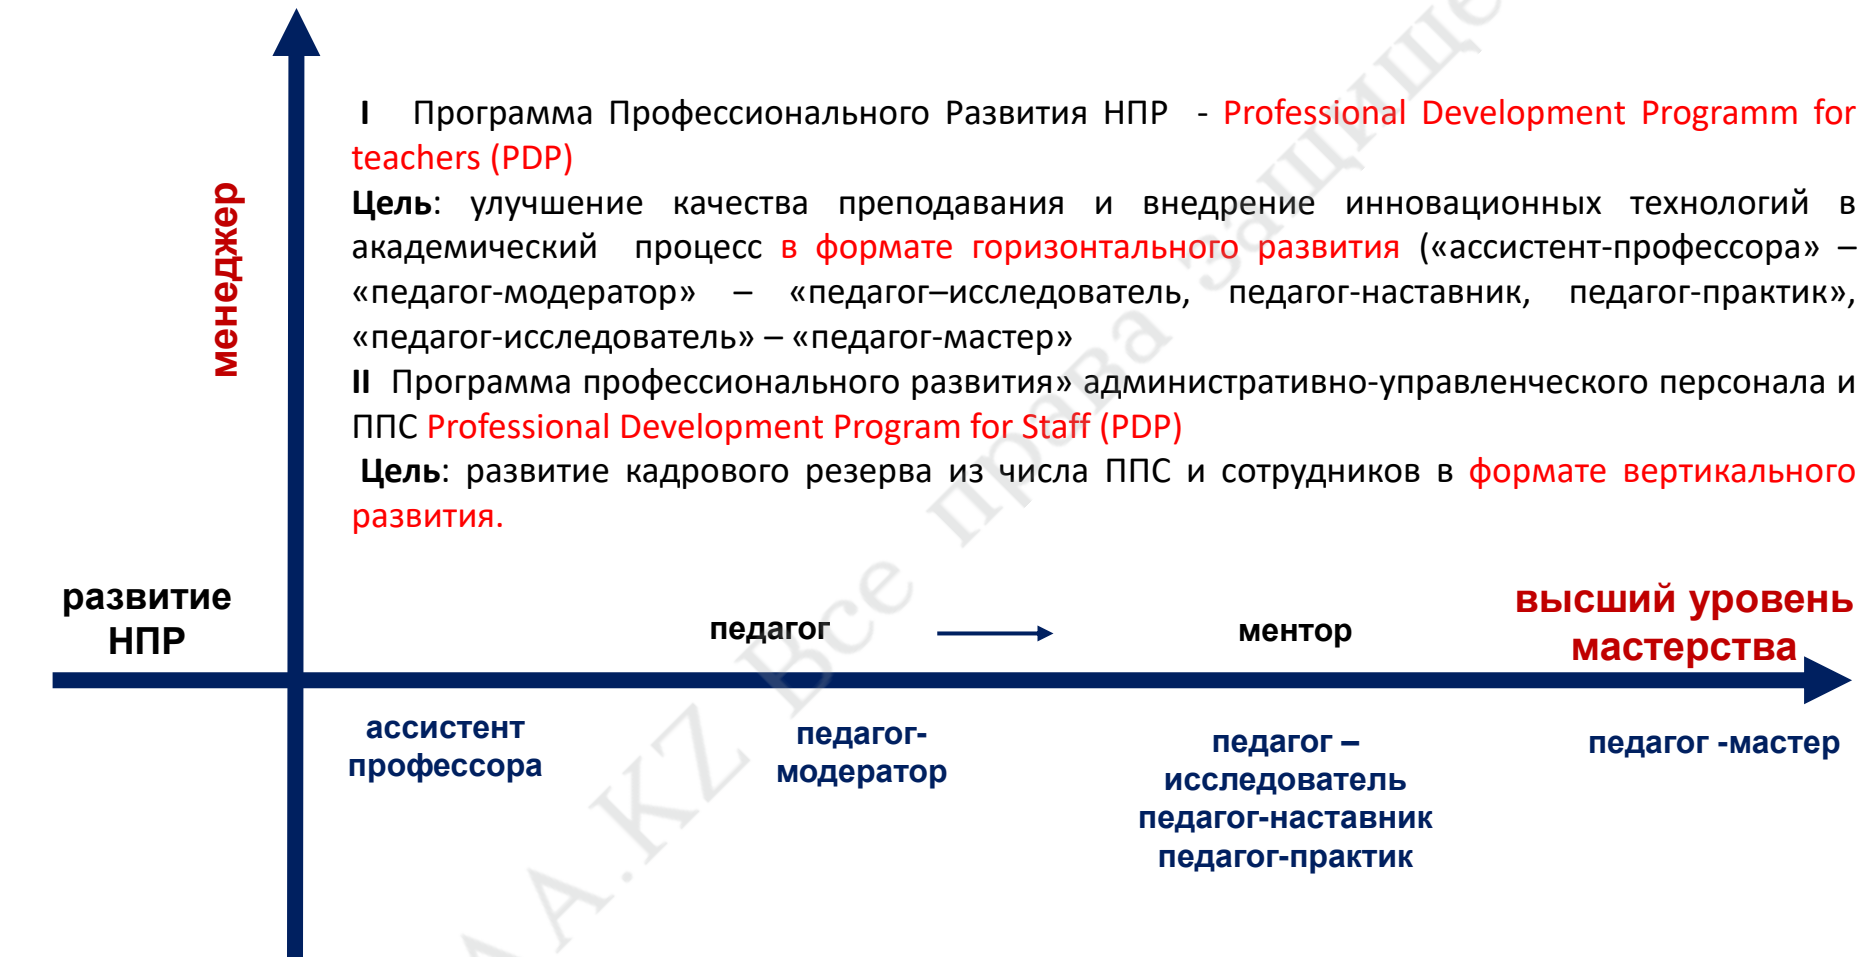 I Программа Профессионального Развития НПР - Professional Development Programm for
teachers (PDP)
Цель: улучшение качества преподавания и внедрение инновационных технологий в
академический процесс в формате горизонтального развития («ассистент-профессора» –
«педагог-модератор» – «педагог–исследователь, педагог-наставник, педагог-практик»,
«педагог-исследователь» – «педагог-мастер»
II Программа профессионального развития» административно-управленческого персонала и
ППС Professional Development Program for Staff (PDP)
Цель: развитие кадрового резерва из числа ППС и сотрудников в формате вертикального
развития.
менеджер
развитие
НПР
педагог
ментор
высший уровень
мастерства
ассистент
профессора
педагог-
модератор
педагог –
исследователь
педагог-наставник
педагог-практик
педагог -мастер
A.KZ Все права защище